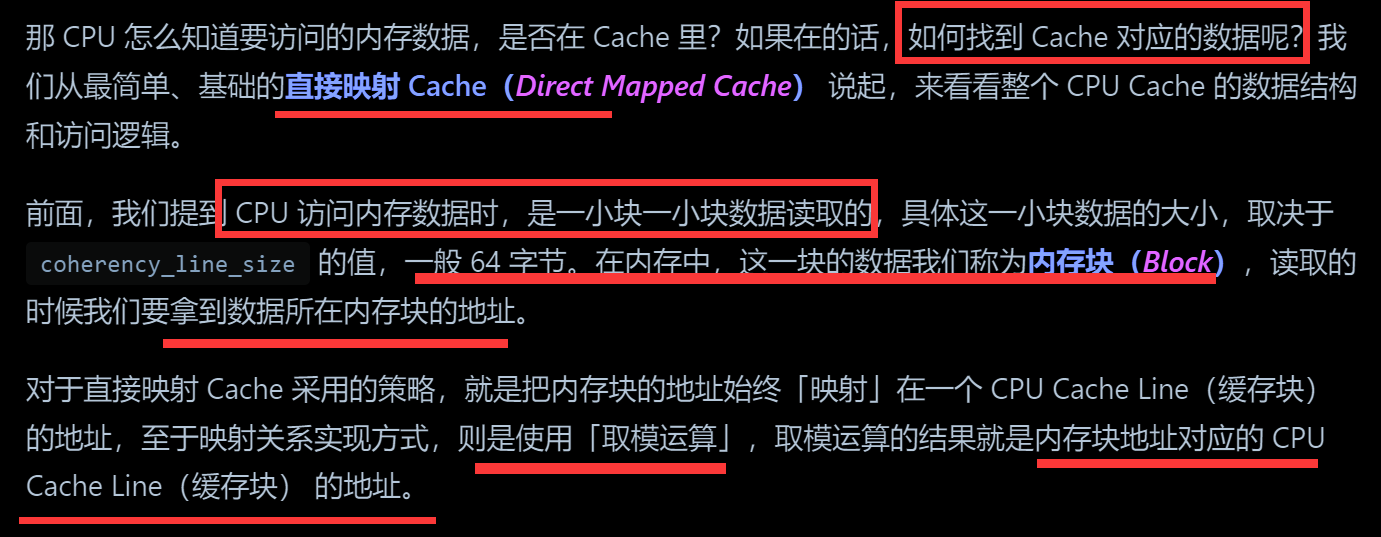 那 CPU 怎么知道要访问的内存数据，是否在 Cache 里？如果在的话，如何找到 Cache 对应的数据呢？我
们从最简单、基础的直接映射 Cache（Direct Mapped Cache） 说起，来看看整个 CPU Cache 的数据结构
和访问逻辑。
前面，我们提到 CPU 访问内存数据时，是一小块一小块数据读取的，具体这一小块数据的大小，取决于
coherency_line_size 的值，一般 64 字节。在内存中，这一块的数据我们称为内存块（Block），读取的
时候我们要拿到数据所在内存块的地址。
对于直接映射 Cache 采用的策略，就是把内存块的地址始终「映射」在一个 CPU Cache Line（缓存块）
的地址，至于映射关系实现方式，则是使用「取模运算」，取模运算的结果就是内存块地址对应的 CPU
Cache Line（缓存块） 的地址。